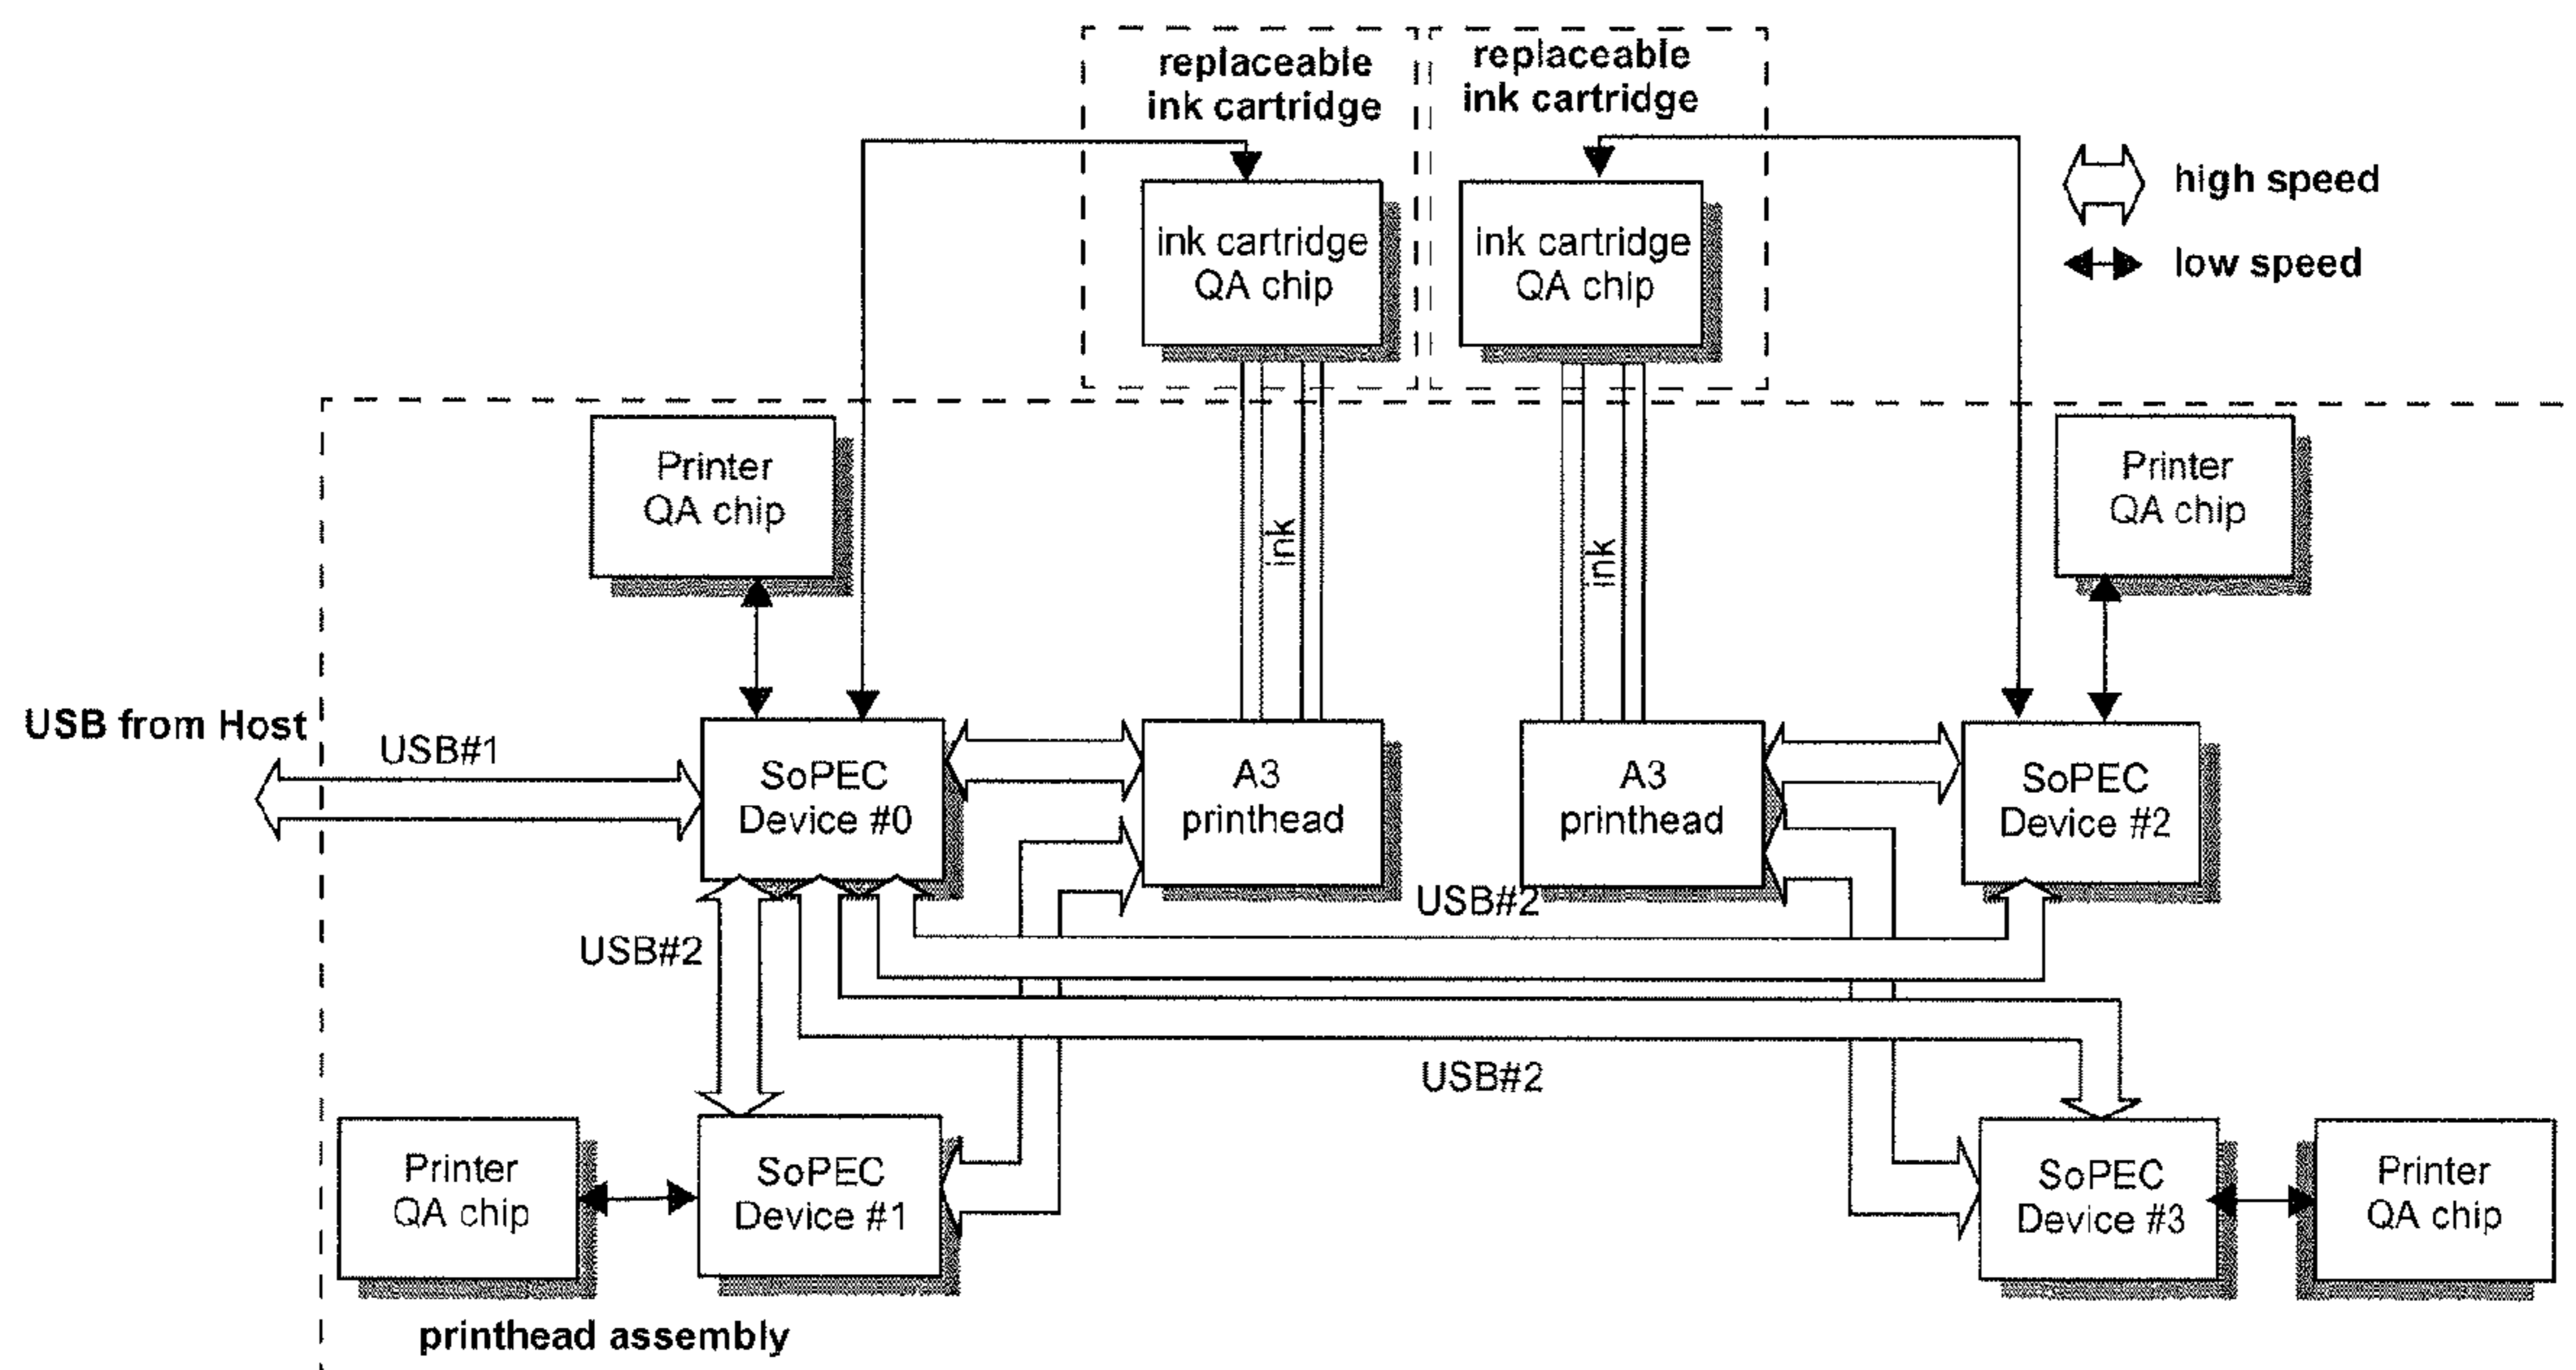 replaceable
ink cartridge
replaceable
ink cartridge
high speed
low speed
ink cartridge
QA chip
ink cartridge
QA chip
Printer
QA chip
Printer
QA chip
ink
ink
USB from Host
USB#1
SoPEC
Device #0
A3
printhead
A3
printhead
SoPEC
Device #2
USB#2
USB#2
USB#2
Printer
QA chip
SoPEC
Device #1
SoPEC
Device #3
Printer
QA chip
printhead assembly